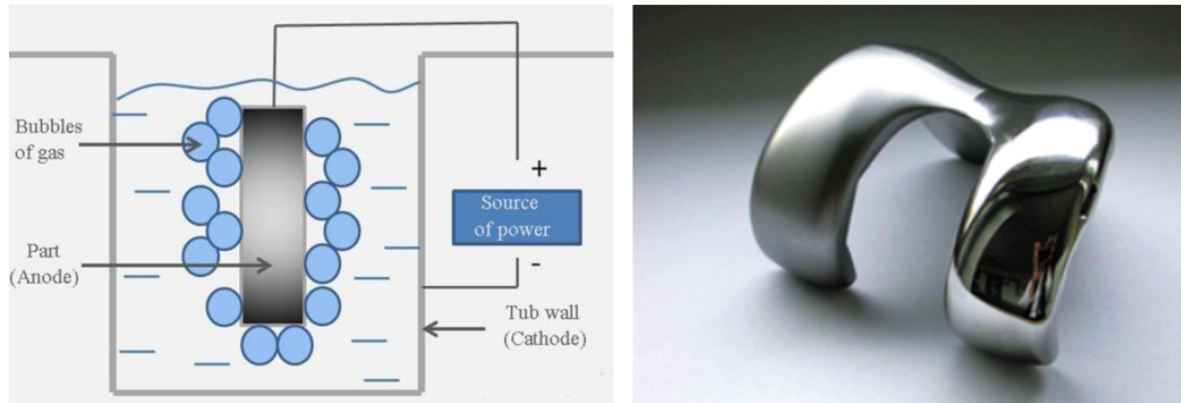 Bubbles
of gas
+
Source
of power
Part
(Anode)
-
Tub wall
(Cathode)